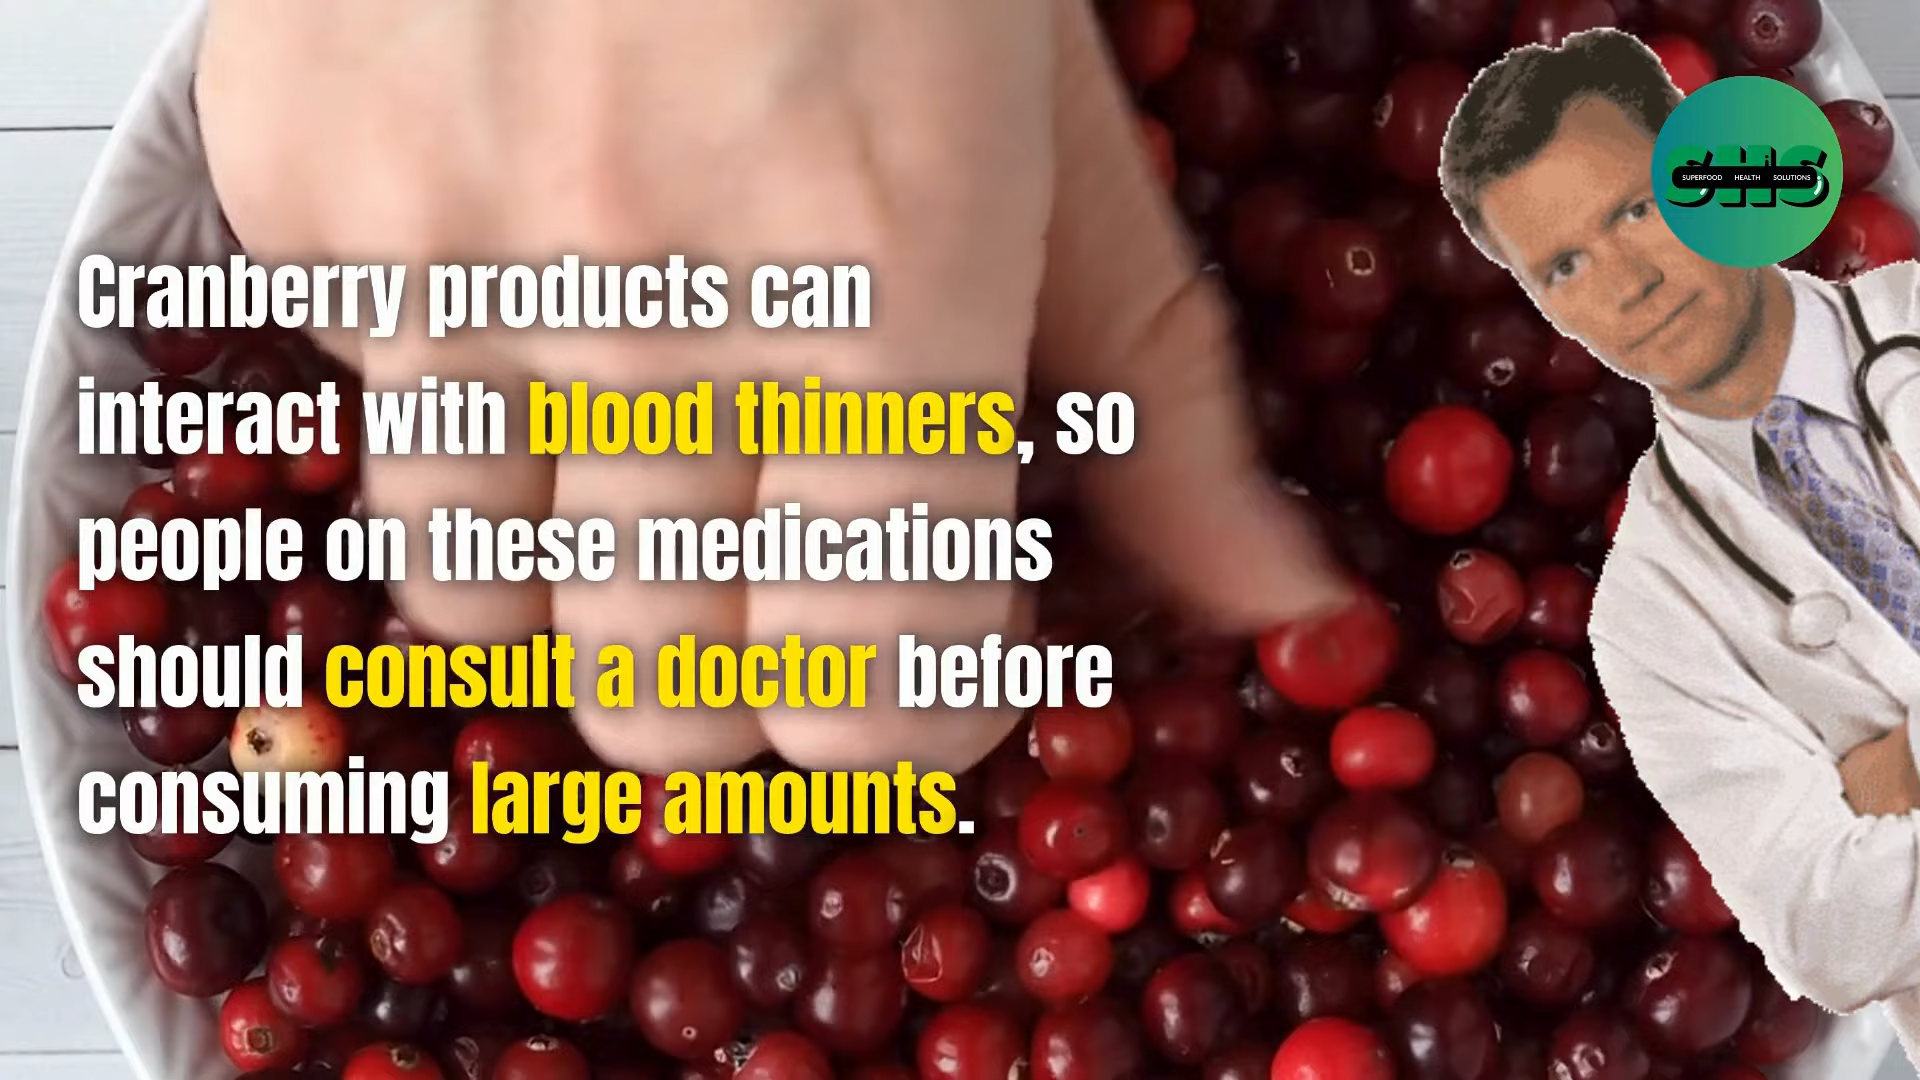 Cranberry products can
interact with blood thinners, so
people on these medications
should consult a doctor before
consuming large amounts.
SHS
SUPERFOOD HEALTH SOLUTIONS